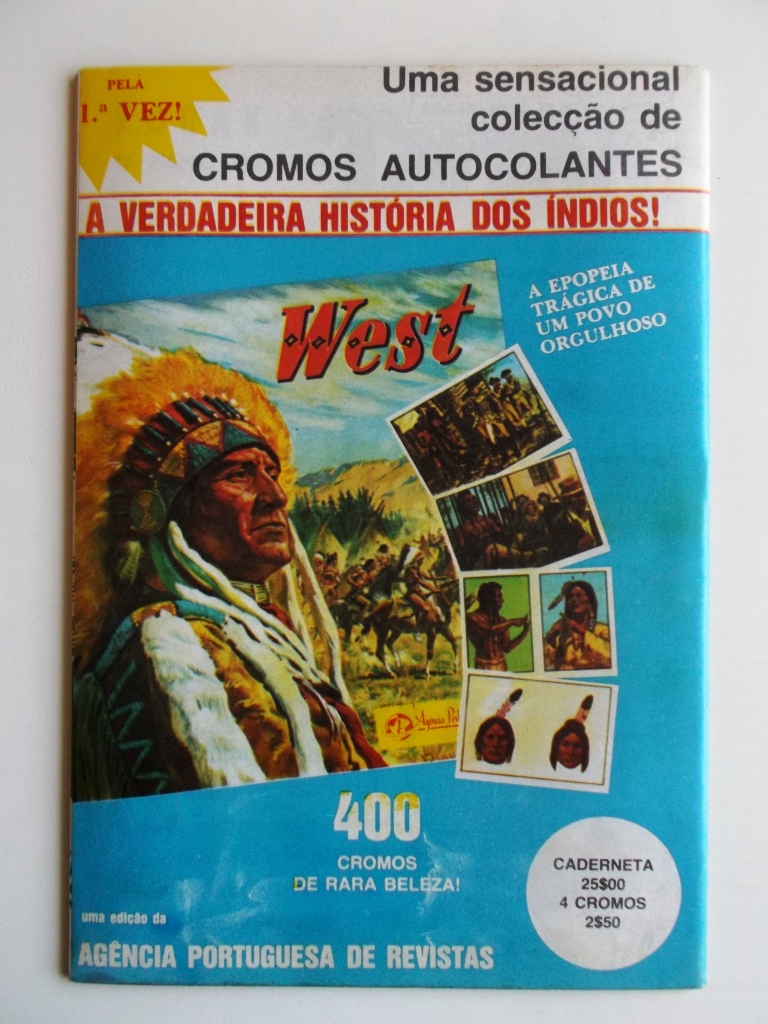 PELA
1.ª VEZ!
Uma sensacional
colecção de
CROMOS AUTOCOLANTES
A VERDADEIRA HISTÓRIA DOS ÍNDIOS!
A EPOPEIA
TRÁGICA DE
UM POVO
ORGULHOSO
West
Agência
400
CROMOS
DE RARA BELEZA!
CADERNETA
25$00
4 CROMOS
2$50
uma edição da
AGÊNCIA PORTUGUESA DE REVISTAS